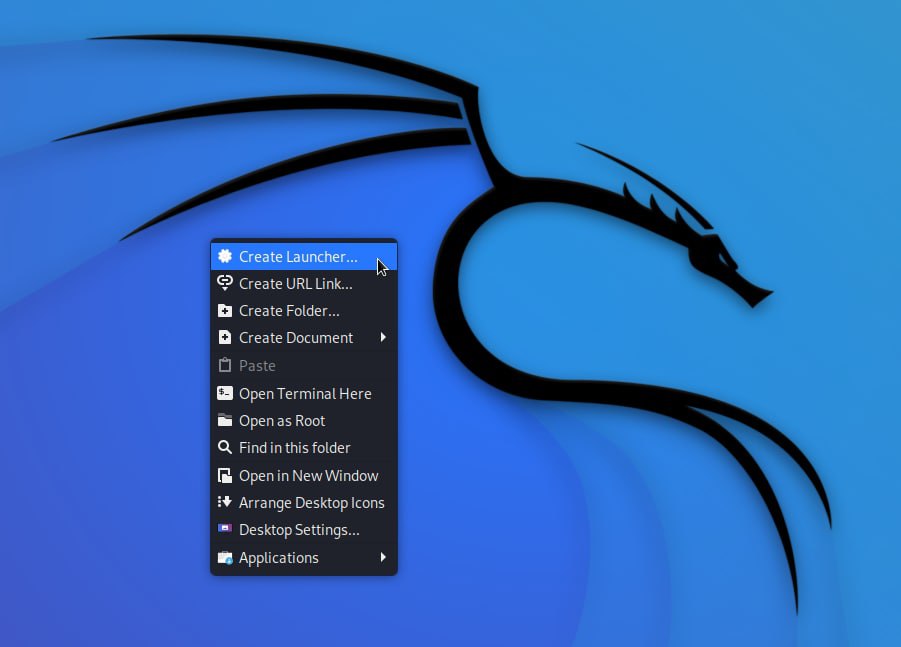 Create Launcher...
Create URL Link...
Create Folder...
Create Document
Paste
Open Terminal Here
Open as Root
Find in this folder
Open in New Window
Arrange Desktop Icons
Desktop Settings...
Applications